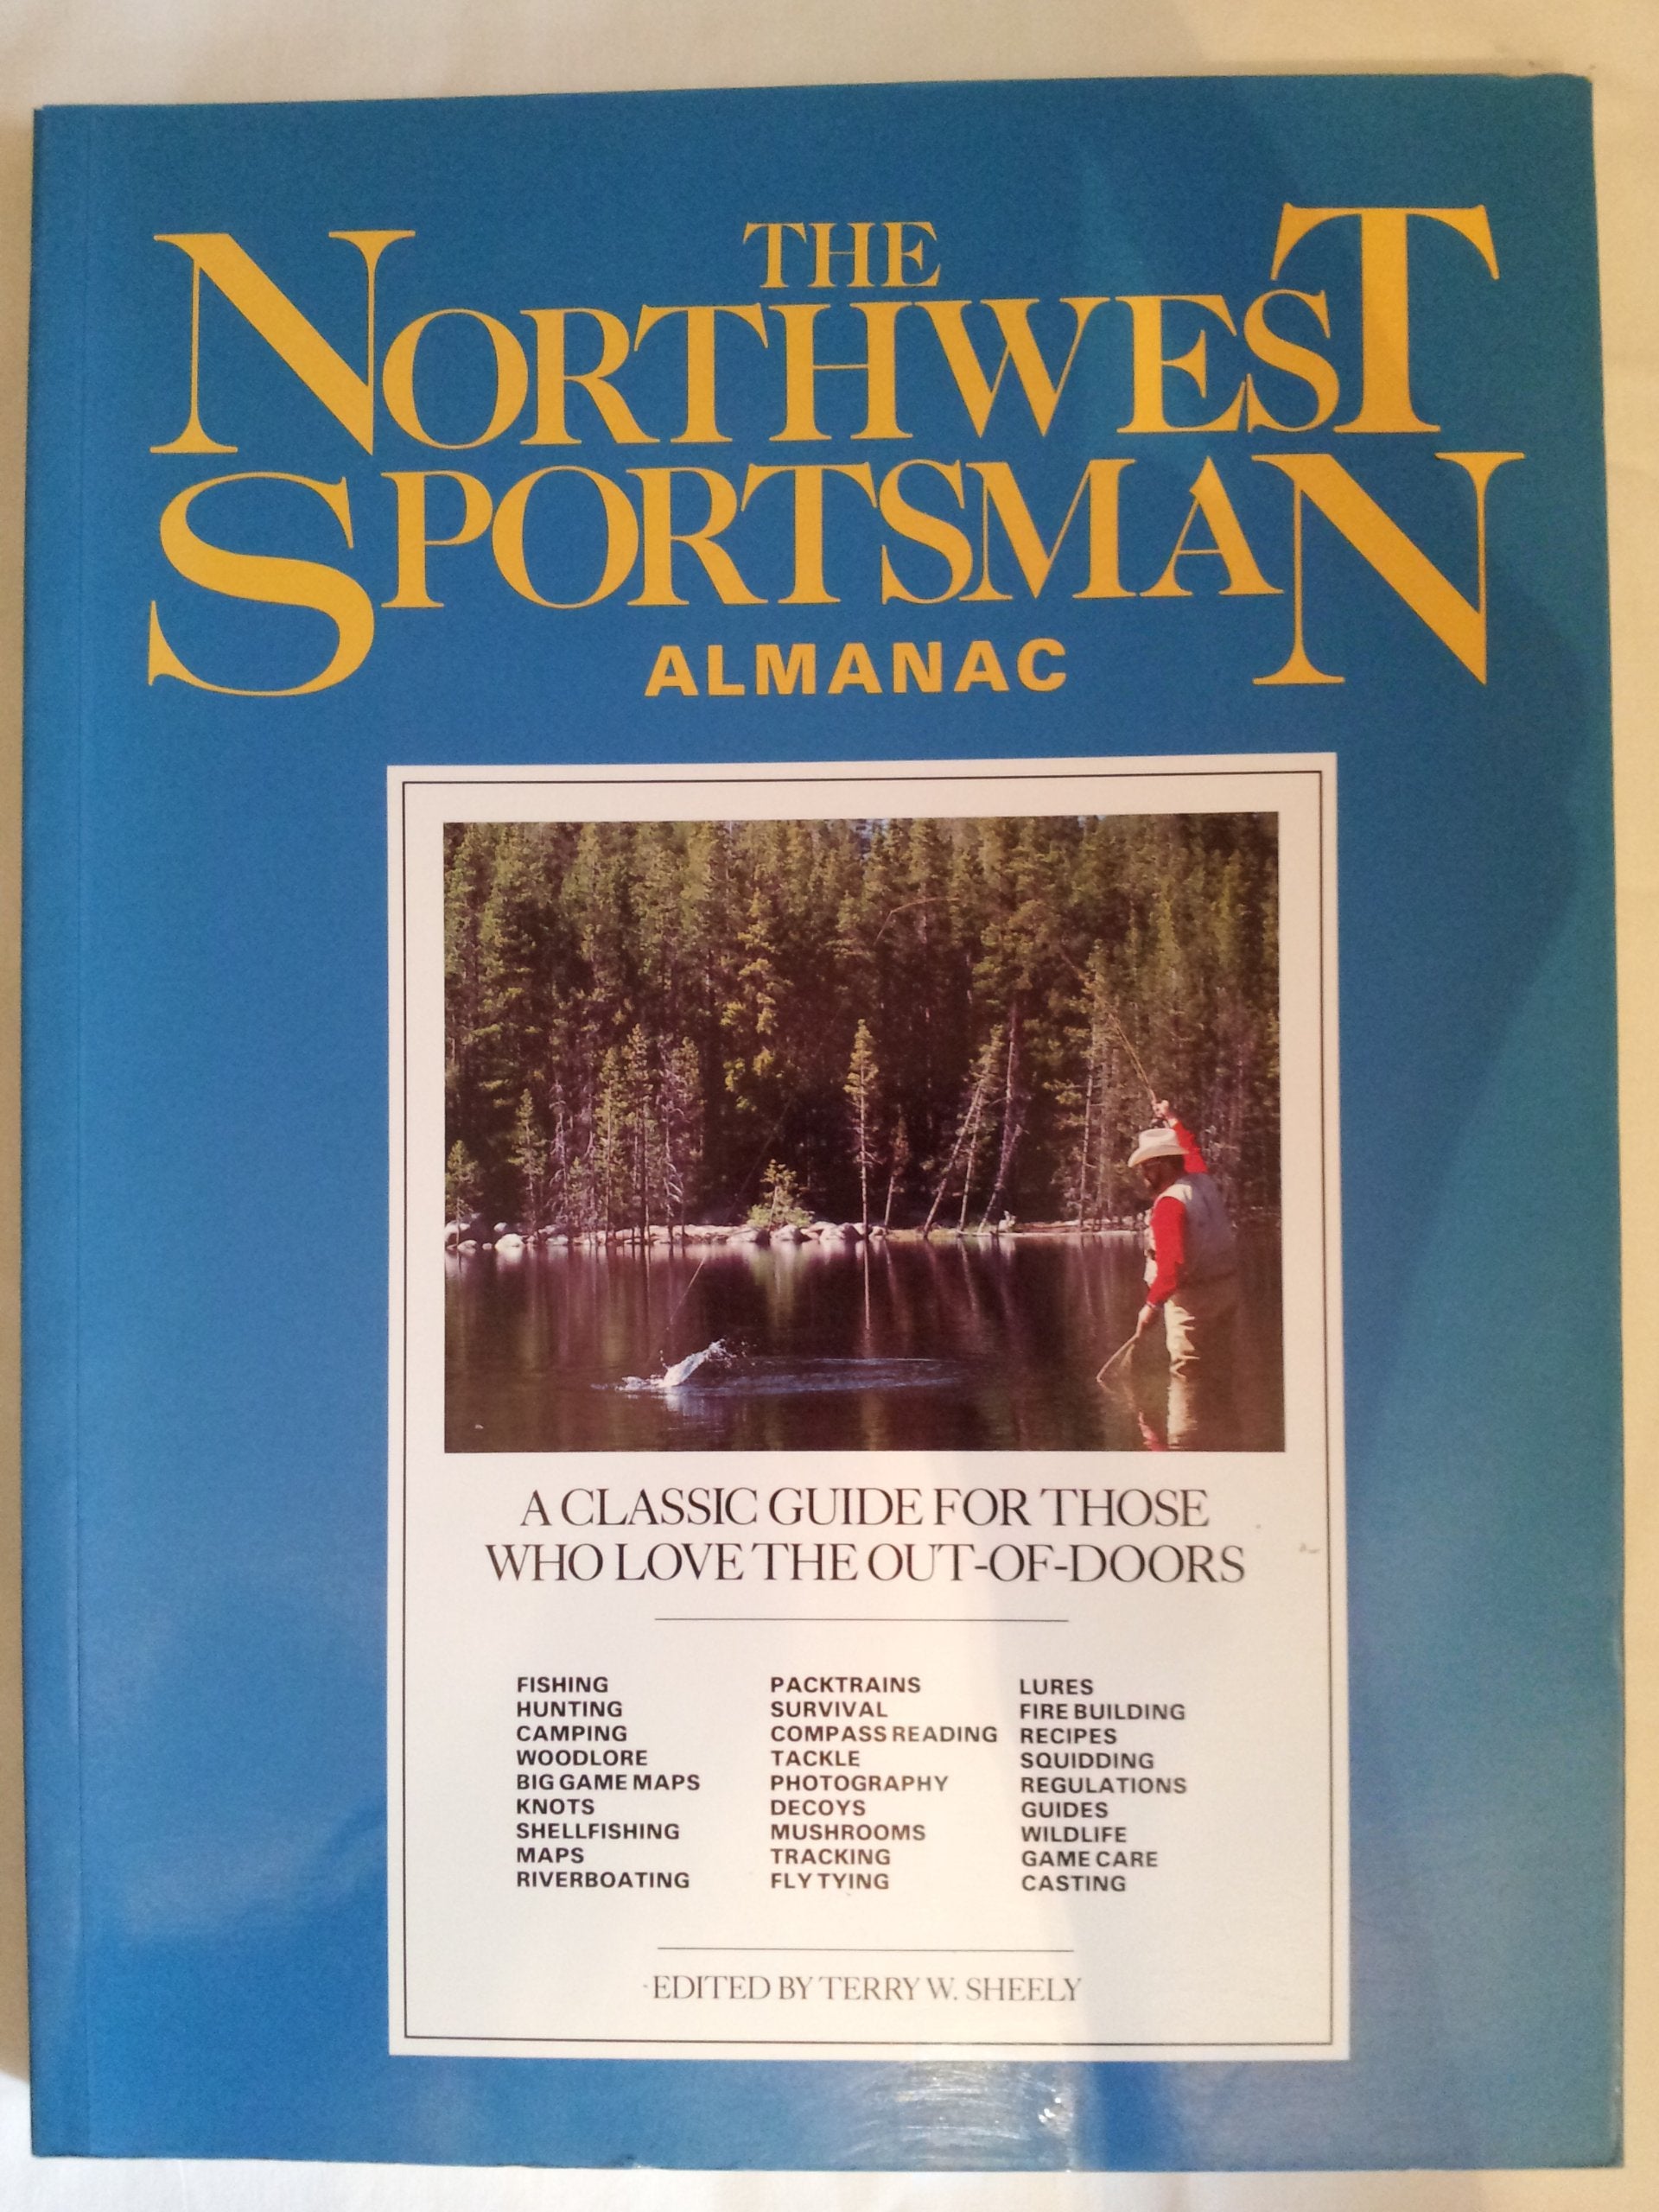 THE
NORTHWEST
SPORTSMAN
ALMANAC
A CLASSIC GUIDE FOR THOSE
WHO LOVE THE OUT-OF-DOORS
FISHING
HUNTING
CAMPING
WOODLORE
BIG GAME MAPS
KNOTS
SHELLFISHING
MAPS
RIVERBOATING
PACKTRAINS
SURVIVAL
COMPASS READING
TACKLE
PHOTOGRAPHY
DECOYS
MUSHROOMS
TRACKING
FLY TYING
LURES
FIRE BUILDING
RECIPES
SQUIDDING
REGULATIONS
GUIDES
WILDLIFE
GAME CARE
CASTING
EDITED BY TERRY W. SHEELY